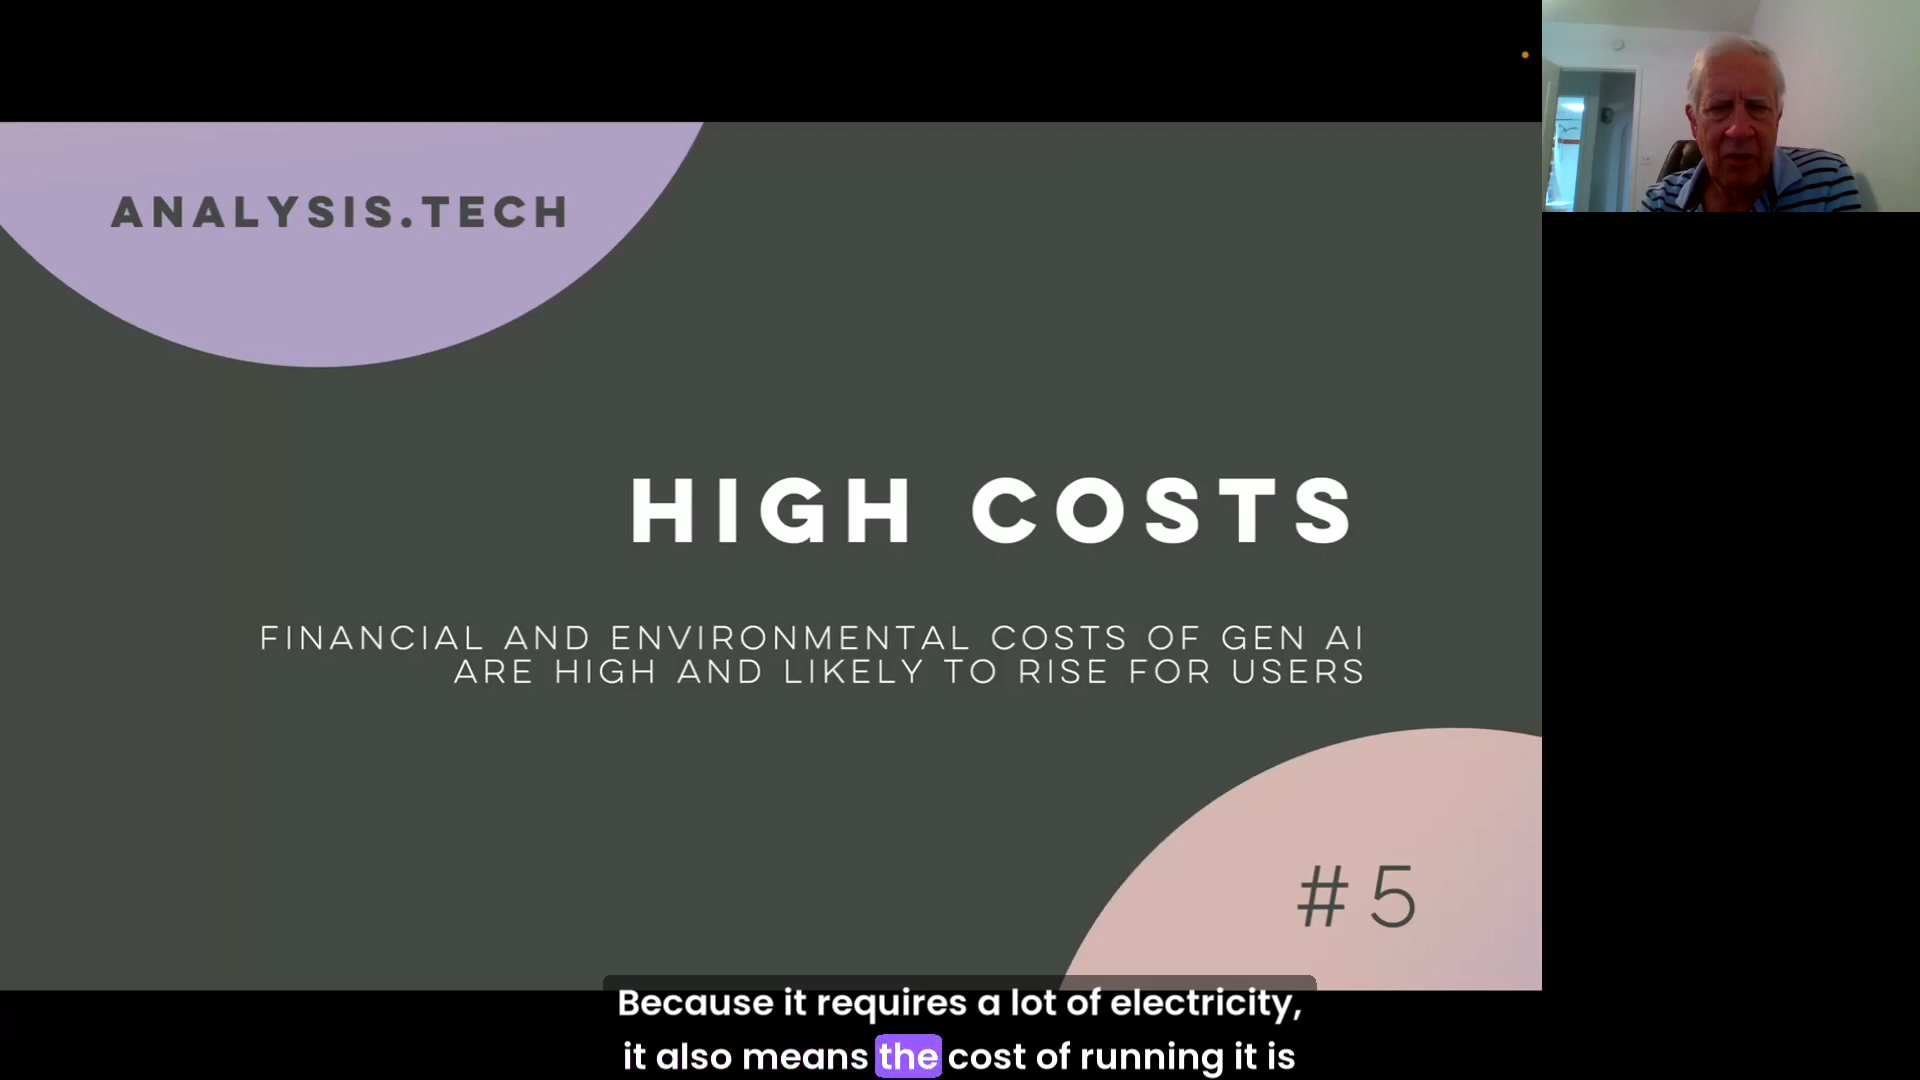 ANALYSIS.TECH
HIGH COSTS
FINANCIAL AND ENVIRONMENTAL COSTS OF GEN AI
ARE HIGH AND LIKELY TO RISE FOR USERS
#5
Because it requires a lot of electricity,
it also means the cost of running it is